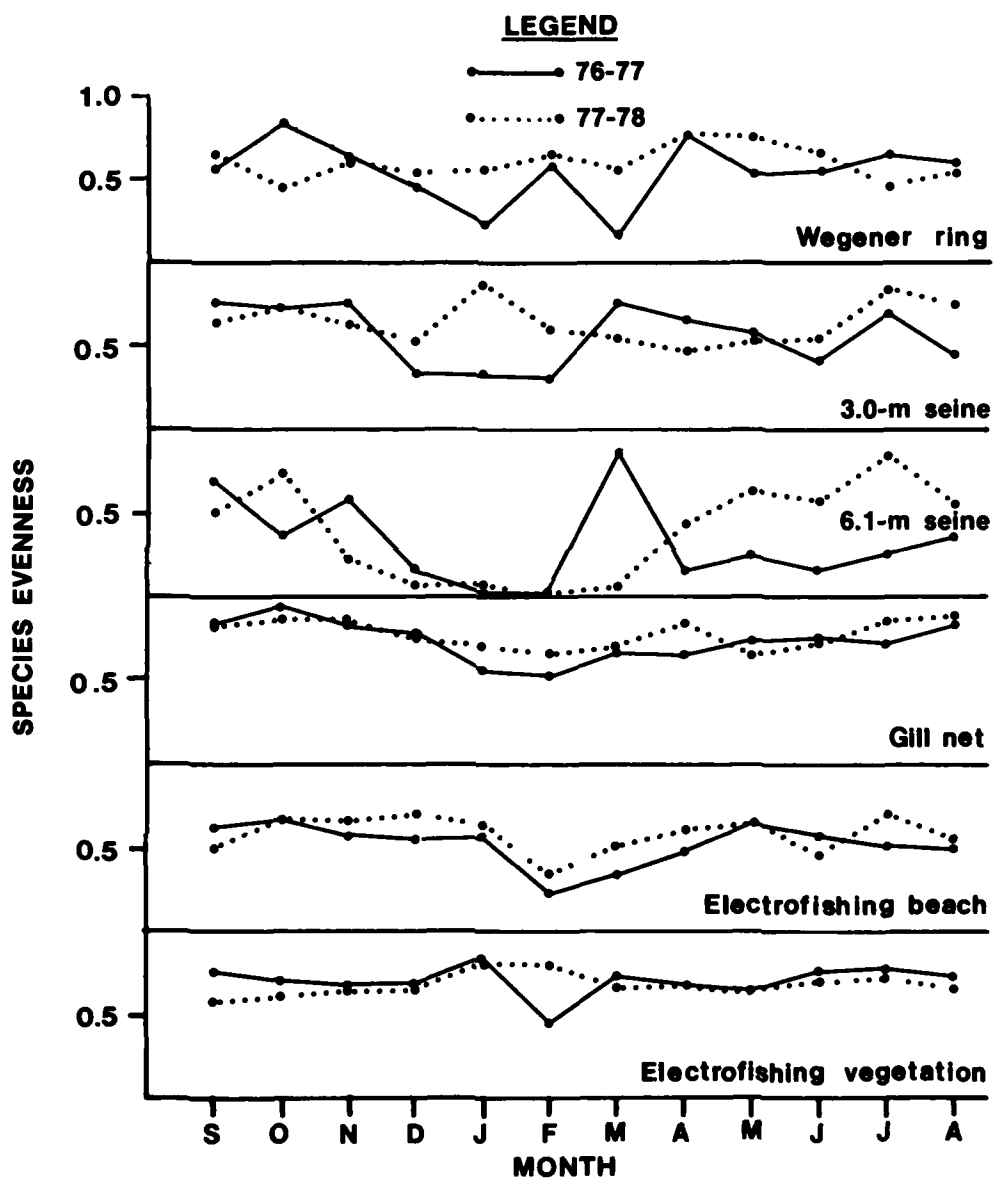 LEGEND
76-77
77-78
1.0
0.5
Wegener ring
0.5
3.0-m seine
0.5
6.1-m seine
0.5
Gill net
0.5
Electrofishing beach
0.5
Electrofishing vegetation
SPECIES EVENNESS
S O N D J F M A M J J A
MONTH